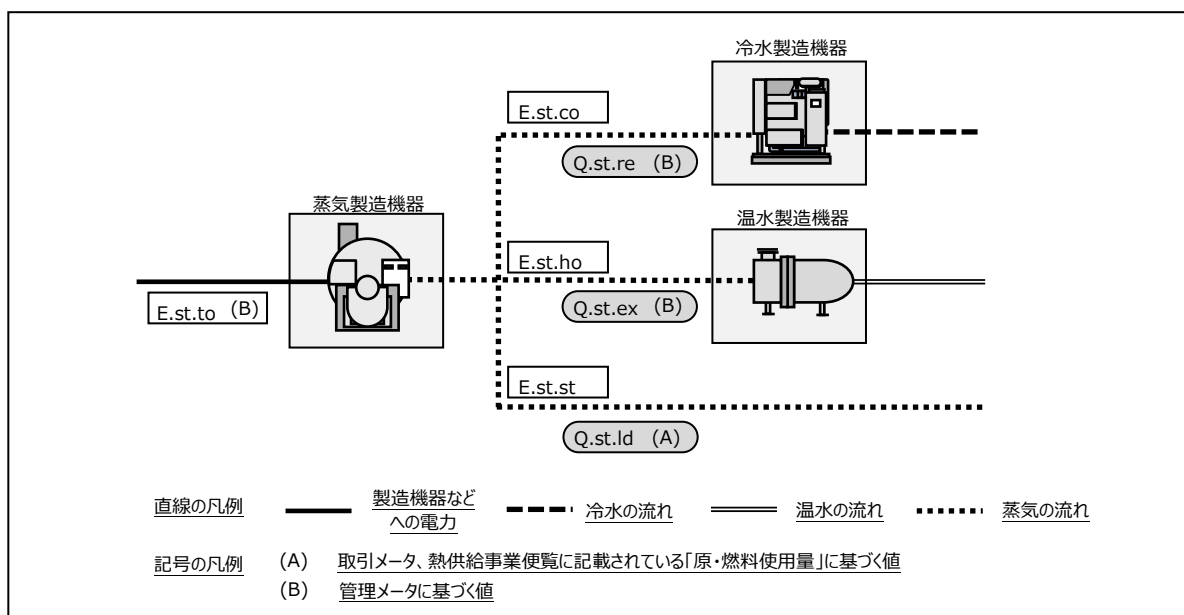 冷水製造機器
E.st.co
Q.st.re (B)
蒸気製造機器
温水製造機器
E.st.ho
E.st.to (B)
Q.st.ex (B)
E.st.st
Q.st.ld (A)
直線の凡例 製造機器など
への電力 冷水の流れ 温水の流れ 蒸気の流れ
記号の凡例 (A) 取引メータ、熱供給事業便覧に記載されている「原・燃料使用量」に基づく値
(B) 管理メータに基づく値